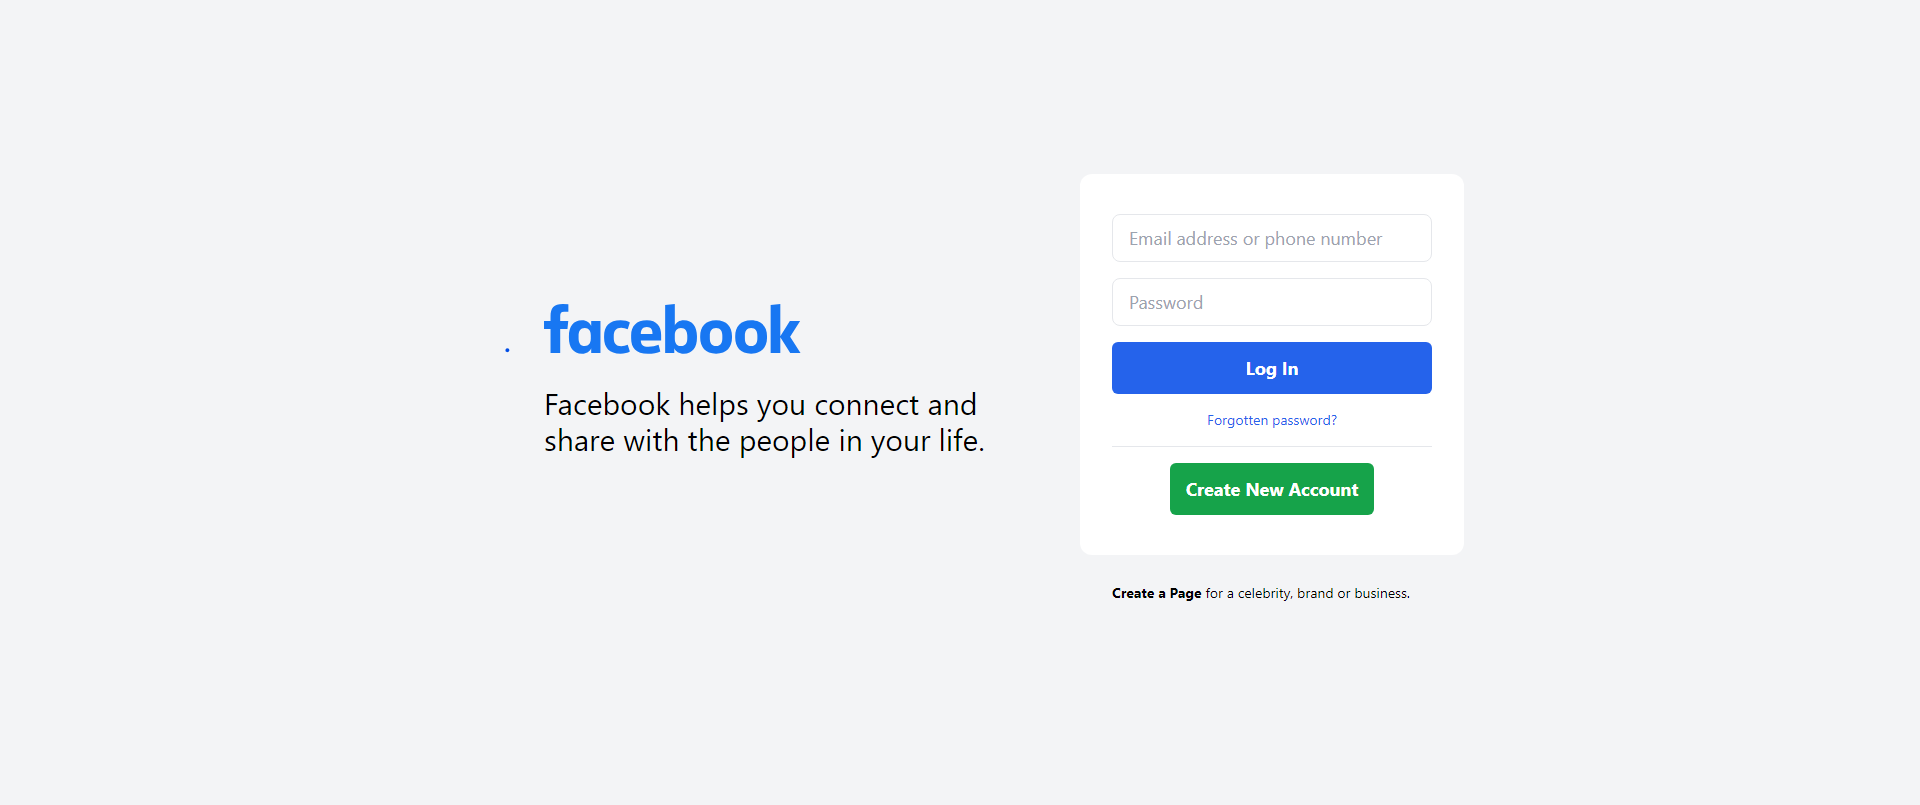 facebook
Facebook helps you connect and
share with the people in your life.
Email address or phone number
Password
Log In
Forgotten password?
Create New Account
Create a Page for a celebrity, brand or business.